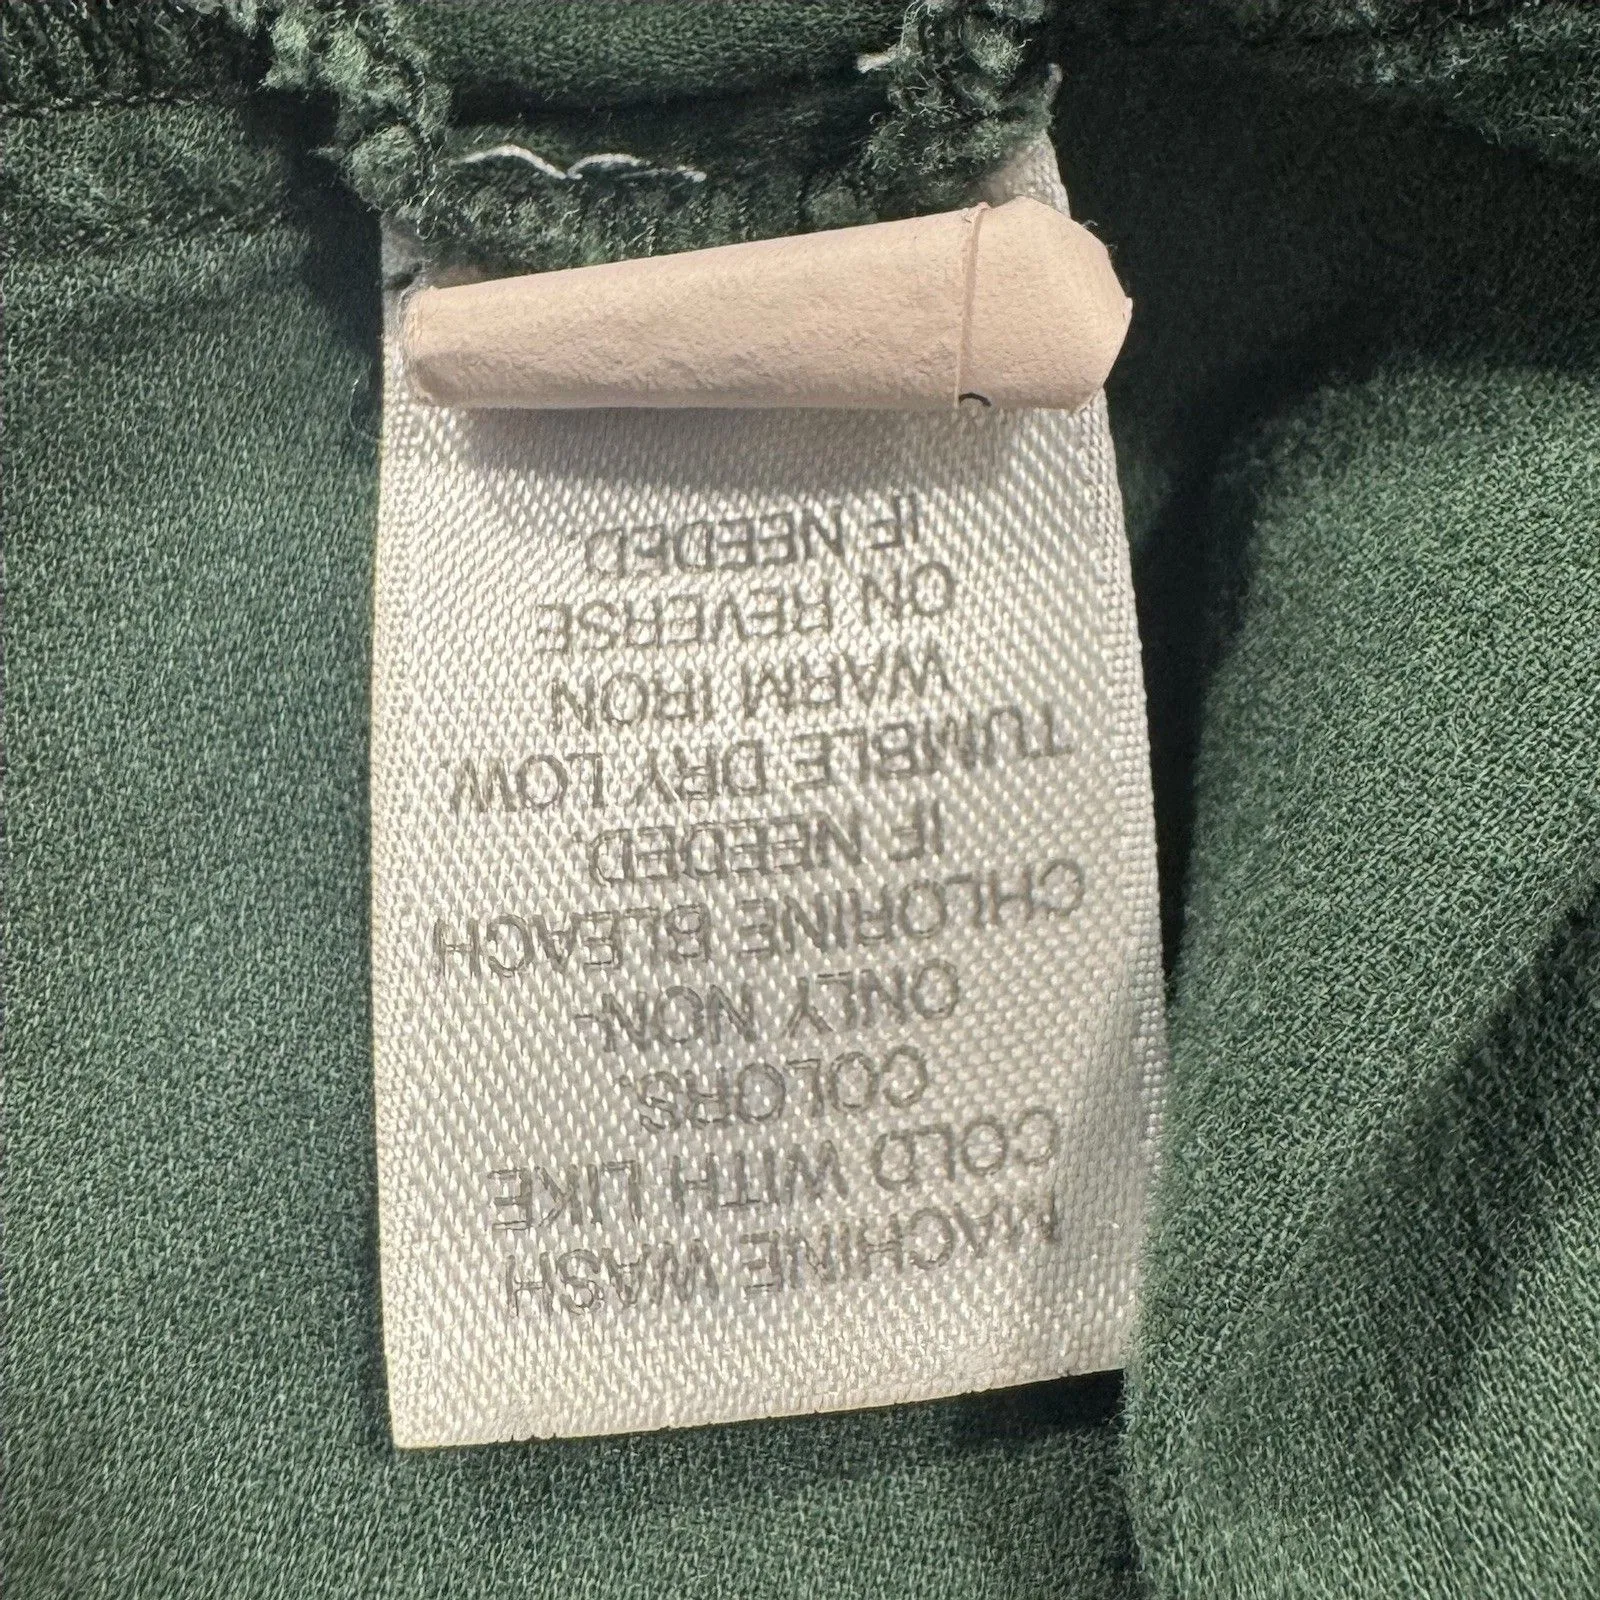 MACHINE WASH
COLD WITH LIKE
COLORS.
ONLY NON-
CHLORINE BLEACH
IF NEEDED.
TUMBLE DRY LOW
WARM IRON
ON REVERSE
IF NEEDED